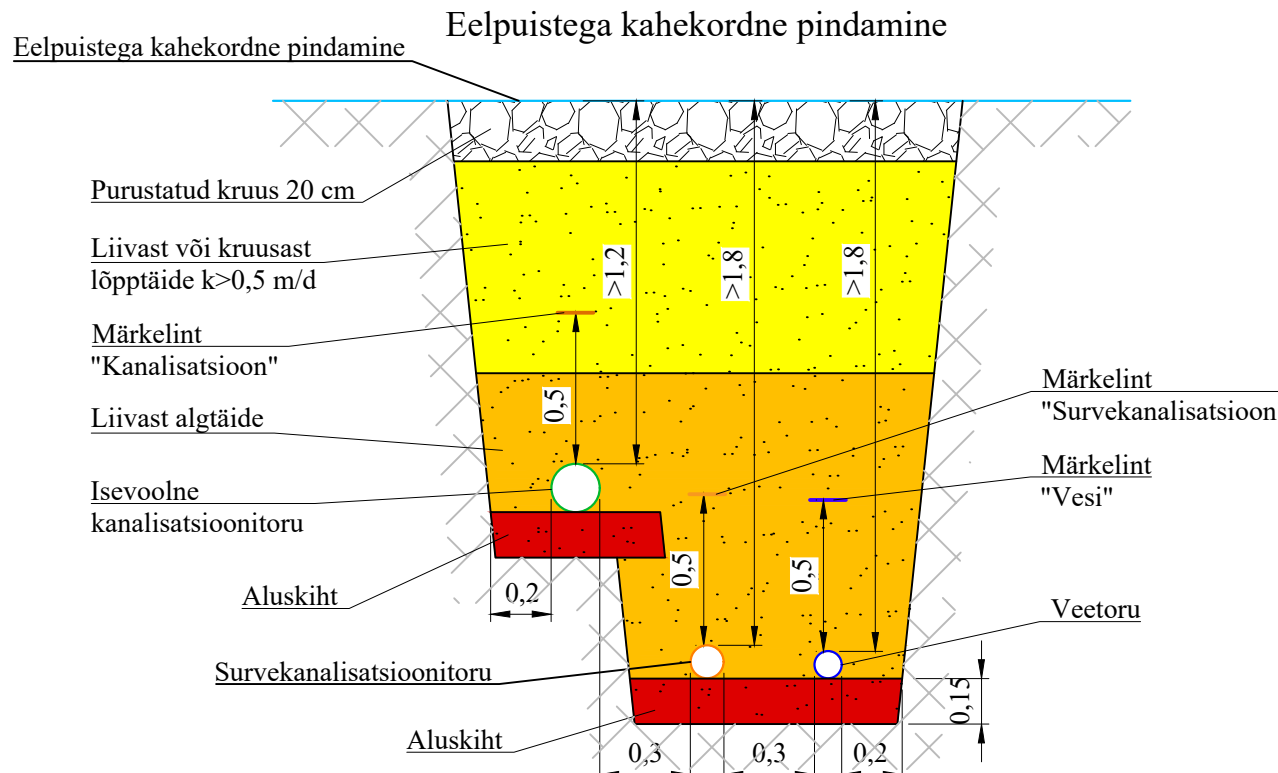 Eelpuistega kahekordne pindamine
Eelpuistega kahekordne pindamine
Purustatud kruus 20 cm
Liivast või kruusast
lõpptäide k>0,5 m/d
Märkelint
"Kanalisatsioon"
Liivast algtäide
Isevoolne
kanalisatsioonitoru
Aluskiht
Survekanalisatsioonitoru
Aluskiht
>1,2
>1,8
>1,8
0,5
0,5
0,5
0,2
0,3
0,3
0,2
0,15
Märkelint
"Survekanalisatsioon
Märkelint
"Vesi"
Veetoru